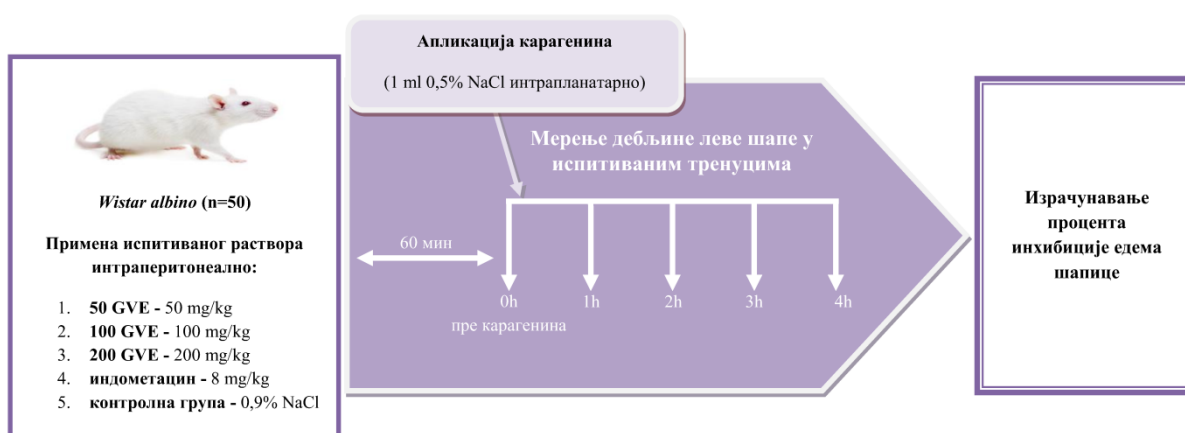 Wistar albino (n=50)
Примена испитиваног раствора
интраперитонеално:
1. 50 GVE - 50 mg/kg
2. 100 GVE - 100 mg/kg
3. 200 GVE - 200 mg/kg
4. индометацин - 8 mg/kg
5. контролна група - 0,9% NaCl
Апликација карагенина
(1 ml 0,5% NaCl интрапланатарно)
Мерење дебљине леве шапе у
испитиваним тренуцима
60 мин
0h 1h 2h 3h 4h
пре карагенина
Израчунавање
процента
инхибиције едема
шапице